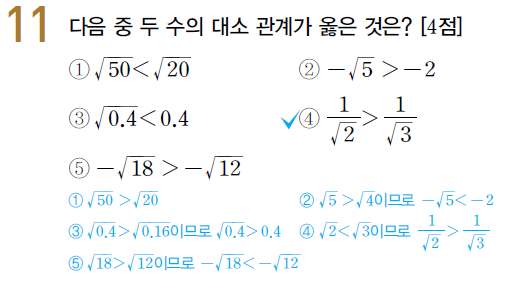 11 다음 중 두 수의 대소 관계가 옳은 것은? [4점]
① √50<√20 ② -√5 >-2
③ √0.4<0.4 ④ 1/√2 > 1/√3
⑤ -√18 >-√12
① √50 >√20 ② √5 >√4이므로 -√5<-2
③ √0.4>√0.16이므로 √0.4>0.4 ④ √2<√3이므로 1/√2 > 1/√3
⑤ √18>√12이므로 -√18<-√12